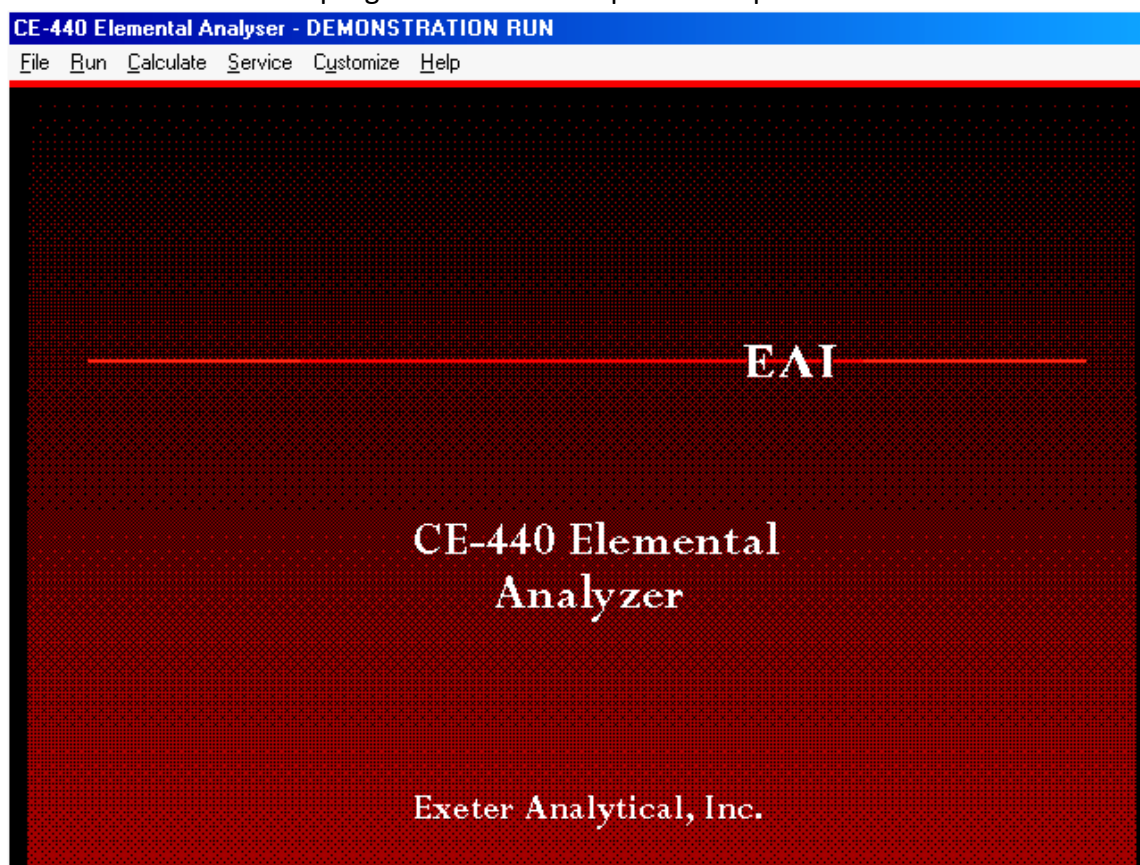 CE-440 Elemental Analyser - DEMONSTRATION RUN
File Run Calculate Service Customize Help
EΛI
CE-440 Elemental
Analyzer
Exeter Analytical, Inc.